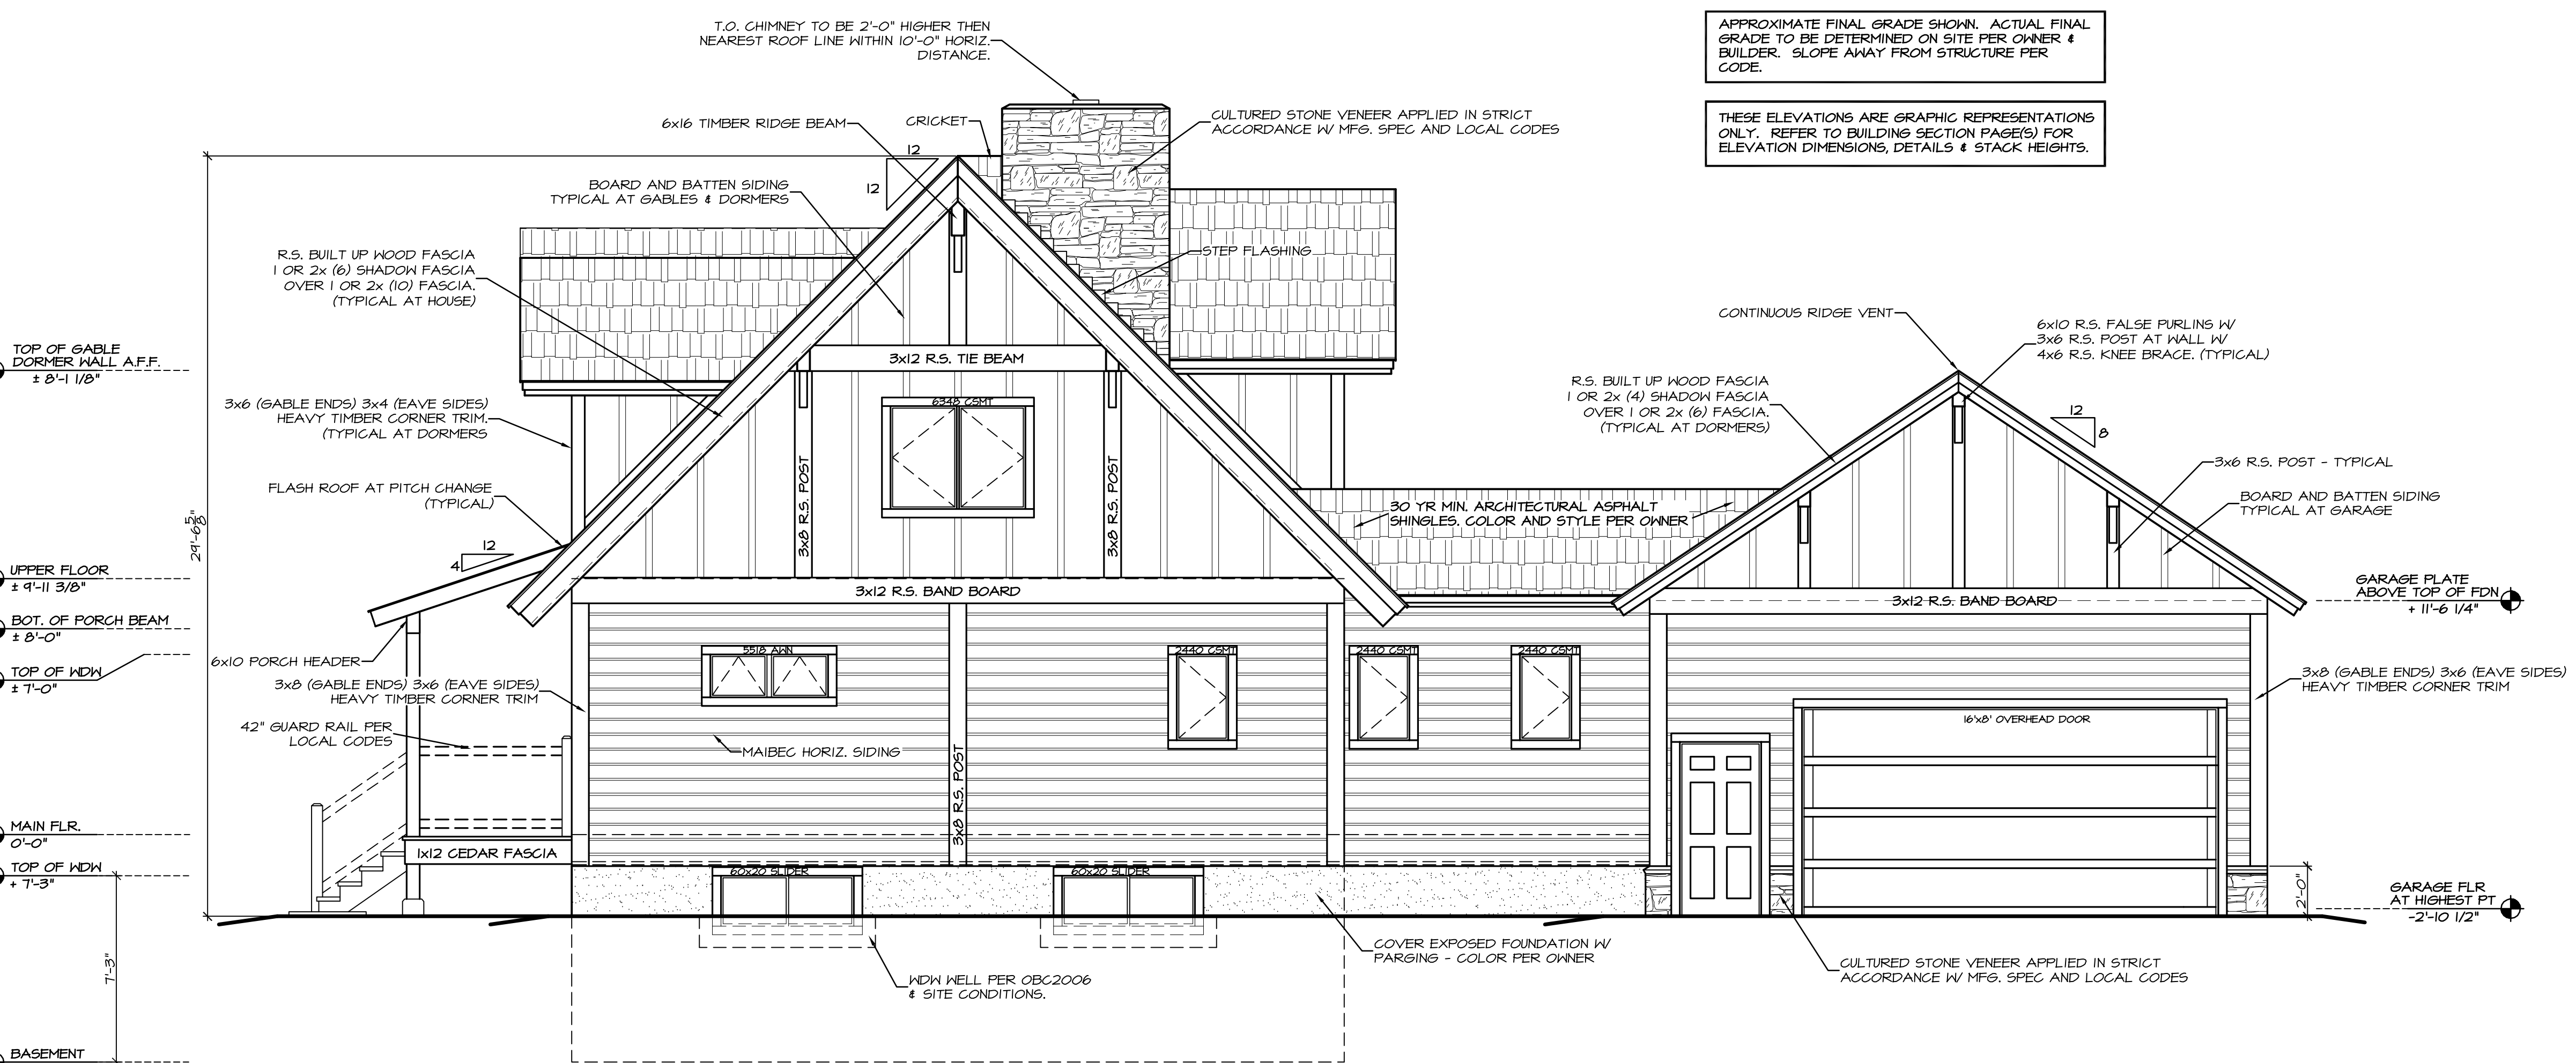 T.O. CHIMNEY TO BE 2'-0" HIGHER THEN
NEAREST ROOF LINE WITHIN 10'-0" HORIZ.
DISTANCE.
APPROXIMATE FINAL GRADE SHOWN. ACTUAL FINAL
GRADE TO BE DETERMINED ON SITE PER OWNER &
BUILDER. SLOPE AWAY FROM STRUCTURE PER
CODE.
THESE ELEVATIONS ARE GRAPHIC REPRESENTATIONS
ONLY. REFER TO BUILDING SECTION PAGE(S) FOR
ELEVATION DIMENSIONS, DETAILS & STACK HEIGHTS.
6x16 TIMBER RIDGE BEAM
CRICKET
CULTURED STONE VENEER APPLIED IN STRICT
ACCORDANCE W/ MFG. SPEC AND LOCAL CODES
12
12
BOARD AND BATTEN SIDING
TYPICAL AT GABLES & DORMERS
R.S. BUILT UP WOOD FASCIA
1 OR 2x (6) SHADOW FASCIA
OVER 1 OR 2x (10) FASCIA.
(TYPICAL AT HOUSE)
STEP FLASHING
CONTINUOUS RIDGE VENT
6x10 R.S. FALSE PURLINS W/
3x6 R.S. POST AT WALL W/
4x6 R.S. KNEE BRACE. (TYPICAL)
TOP OF GABLE
DORMER WALL A.F.F.
± 8'-1 1/8"
3x12 R.S. TIE BEAM
R.S. BUILT UP WOOD FASCIA
1 OR 2x (4) SHADOW FASCIA
OVER 1 OR 2x (6) FASCIA.
(TYPICAL AT DORMERS)
3x6 (GABLE ENDS) 3x4 (EAVE SIDES)
HEAVY TIMBER CORNER TRIM.
(TYPICAL AT DORMERS
6348 CSMT
12
8
3x8 R.S. POST
3x8 R.S. POST
3x6 R.S. POST - TYPICAL
FLASH ROOF AT PITCH CHANGE
(TYPICAL)
30 YR MIN. ARCHITECTURAL ASPHALT
SHINGLES. COLOR AND STYLE PER OWNER
BOARD AND BATTEN SIDING
TYPICAL AT GARAGE
29'-6 5/8"
12
4
UPPER FLOOR
± 9'-11 3/8"
3x12 R.S. BAND BOARD
3x12 R.S. BAND BOARD
GARAGE PLATE
ABOVE TOP OF FDN
+ 11'-6 1/4"
BOT. OF PORCH BEAM
± 8'-0"
6x10 PORCH HEADER
5518 AWN
2440 CSMT
2440 CSMT
2440 CSMT
TOP OF WDW
± 7'-0"
3x8 (GABLE ENDS) 3x6 (EAVE SIDES)
HEAVY TIMBER CORNER TRIM
3x8 (GABLE ENDS) 3x6 (EAVE SIDES)
HEAVY TIMBER CORNER TRIM
42" GUARD RAIL PER
LOCAL CODES
MAIBEC HORIZ. SIDING
3x8 R.S. POST
16'x8' OVERHEAD DOOR
MAIN FLR.
0'-0"
1x12 CEDAR FASCIA
TOP OF WDW
+ 7'-3"
60x20 SLIDER
60x20 SLIDER
2'-0"
GARAGE FLR
AT HIGHEST PT
-2'-10 1/2"
7'-3"
COVER EXPOSED FOUNDATION W/
PARGING - COLOR PER OWNER
WDW WELL PER OBC2006
& SITE CONDITIONS.
CULTURED STONE VENEER APPLIED IN STRICT
ACCORDANCE W/ MFG. SPEC AND LOCAL CODES
BASEMENT